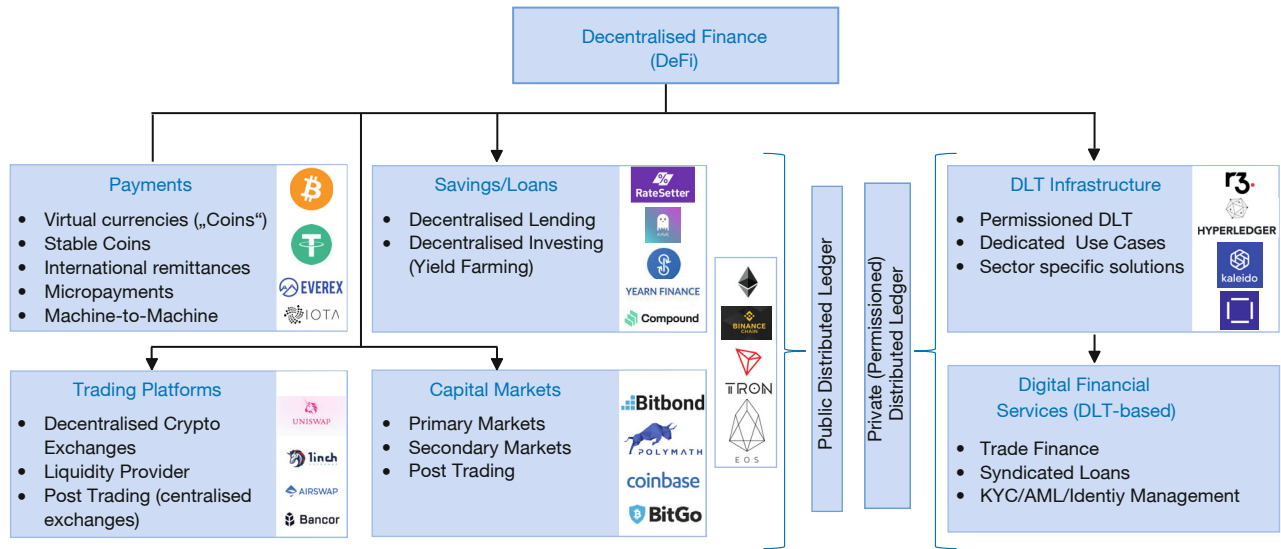 Decentralised Finance
(DeFi)
Payments
• Virtual currencies („Coins“)
• Stable Coins
• International remittances
• Micropayments
• Machine-to-Machine
EVEREX
IOTA
Savings/Loans
• Decentralised Lending
• Decentralised Investing
(Yield Farming)
RateSetter
YEARN FINANCE
Compound
Trading Platforms
• Decentralised Crypto
Exchanges
• Liquidity Provider
• Post Trading (centralised
exchanges)
UNISWAP
1inch
AIRSWAP
Bancor
Capital Markets
• Primary Markets
• Secondary Markets
• Post Trading
Bitbond
POLYMATH
coinbase
BitGo
BINANCE
CHAIN
TRON
EOS
Public Distributed Ledger
Private (Permissioned)
Distributed Ledger
DLT Infrastructure
• Permissioned DLT
• Dedicated Use Cases
• Sector specific solutions
r3.
HYPERLEDGER
kaleido
Digital Financial
Services (DLT-based)
• Trade Finance
• Syndicated Loans
• KYC/AML/Identiy Management